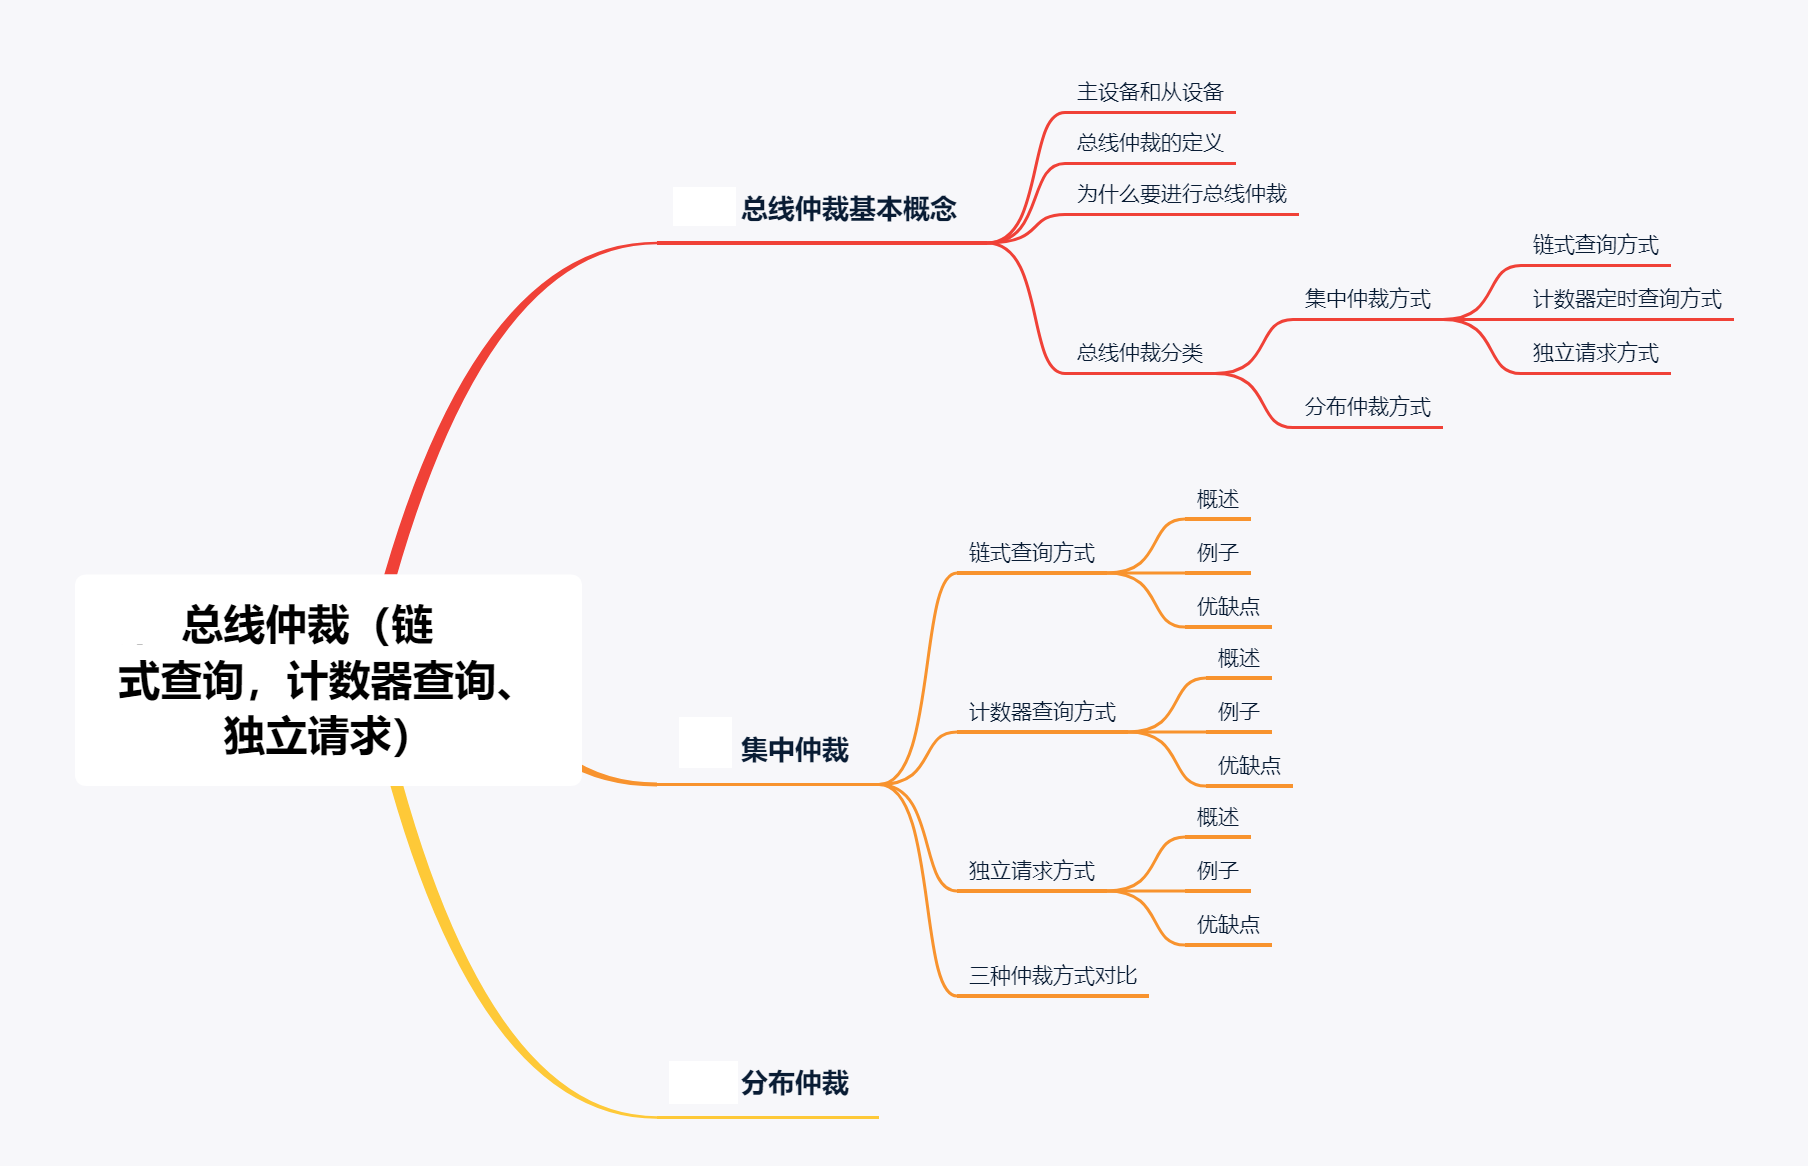 总线仲裁（链
式查询，计数器查询、
独立请求）
总线仲裁基本概念
主设备和从设备
总线仲裁的定义
为什么要进行总线仲裁
总线仲裁分类
集中仲裁方式
链式查询方式
计数器定时查询方式
独立请求方式
分布仲裁方式
集中仲裁
链式查询方式
概述
例子
优缺点
计数器查询方式
概述
例子
优缺点
独立请求方式
概述
例子
优缺点
三种仲裁方式对比
分布仲裁